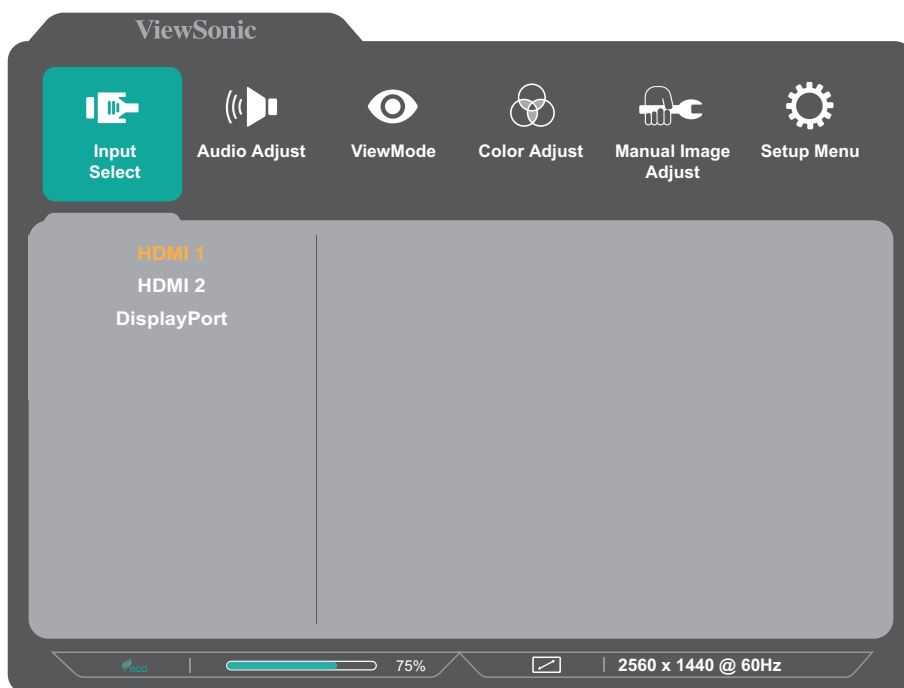 ViewSonic
Input
Select
Audio Adjust
ViewMode
Color Adjust
Manual Image
Adjust
Setup Menu
HDMI 1
HDMI 2
DisplayPort
eco
75%
2560 x 1440 @ 60Hz